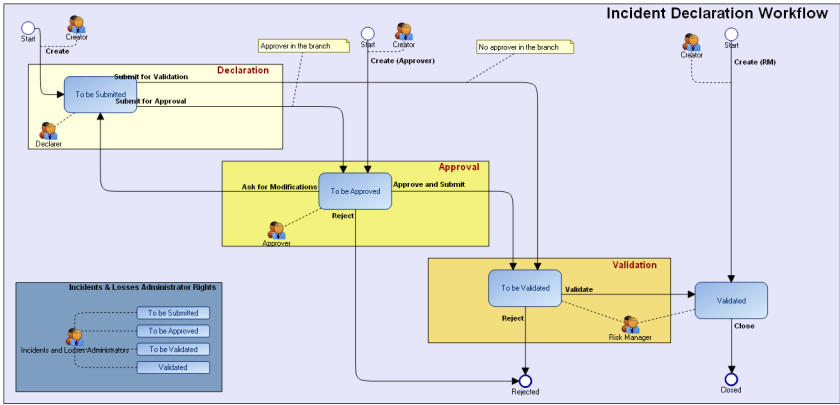 Incident Declaration Workflow
Start
Creator
Create
Approver in the branch
Start
Creator
Create (Approver)
No approver in the branch
Creator
Start
Create (RM)
Declaration
Submit for Validation
To be Submitted
Submit for Approval
Declarer
Approval
Ask for Modifications
To be Approved
Approve and Submit
Reject
Approver
Validation
To be Validated
Validate
Validated
Reject
Risk Manager
Close
Rejected
Closed
Incidents & Losses Administrator Rights
To be Submitted
To be Approved
Incidents and Losses Administrators
To be Validated
Validated